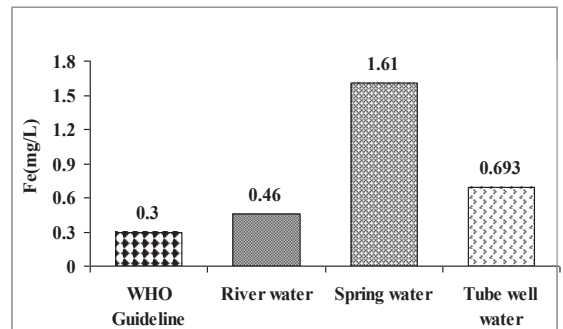 1.8
1.5
1.2
0.9
0.6
0.3
0
Fe(mg/L)
0.3
0.46
1.61
0.693
WHO Guideline
River water
Spring water
Tube well water